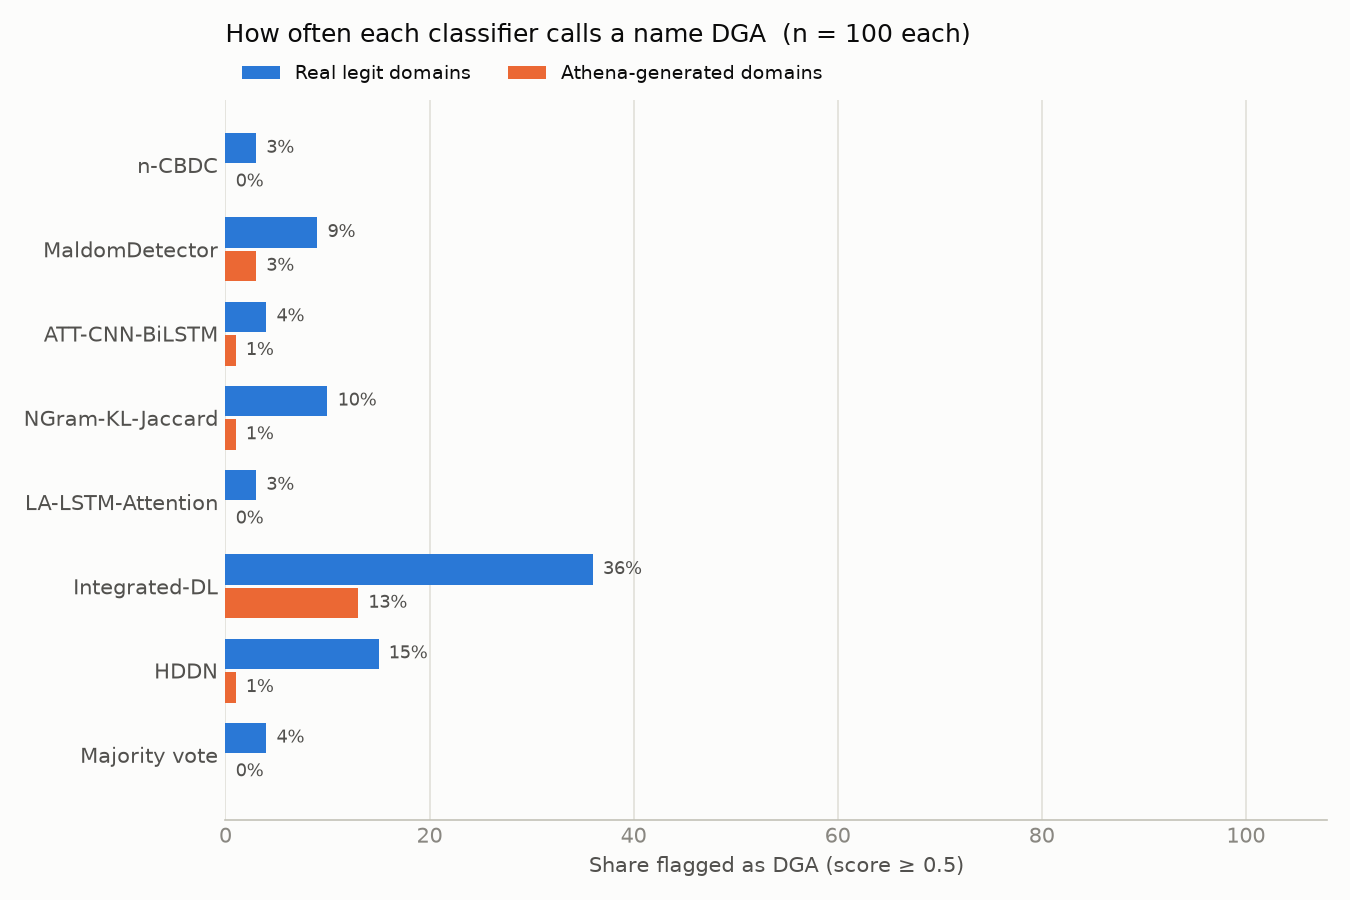 How often each classifier calls a name DGA (n = 100 each)
Real legit domains
Athena-generated domains
n-CBDC
3%
0%
MaldomDetector
9%
3%
ATT-CNN-BiLSTM
4%
1%
NGram-KL-Jaccard
10%
1%
LA-LSTM-Attention
3%
0%
Integrated-DL
36%
13%
HDDN
15%
1%
Majority vote
4%
0%
0 20 40 60 80 100
Share flagged as DGA (score ≥ 0.5)